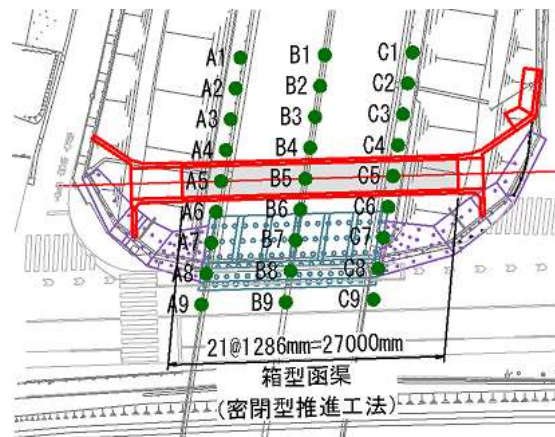 A1 B1 C1
A2 B2 C2
A3 B3 C3
A4 B4 C4
A5 B5 C5
A6 B6 C6
A7 B7 C7
A8 B8 C8
A9 B9 C9
21@1286mm=27000mm
箱型函渠
(密閉型推進工法)